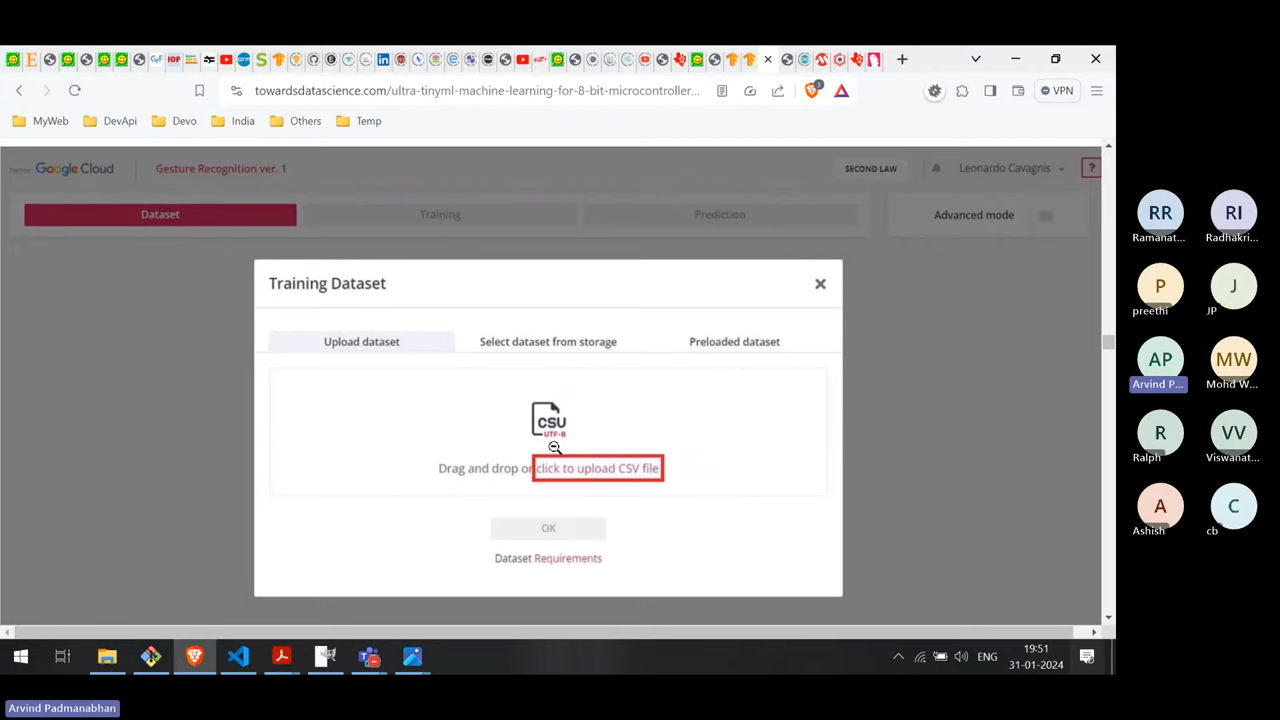 towardsdatascience.com/ultra-tinyml-machine-learning-for-8-bit-microcontroller...
VPN
MyWeb
DevApi
Devo
India
Others
Temp
Google Cloud
Gesture Recognition ver. 1
SECOND LAW
Leonardo Cavagnis
?
Dataset
Training
Prediction
Advanced mode
Training Dataset
Upload dataset
Select dataset from storage
Preloaded dataset
CSV
UTF-8
Drag and drop or click to upload CSV file
OK
Dataset Requirements
RR
RI
Ramanat...
Radhakri...
P
J
preethi
JP
AP
MW
Arvind P...
Mohd W...
R
VV
Ralph
Viswanat...
A
C
Ashish
cb
ENG
19:51
31-01-2024
Arvind Padmanabhan